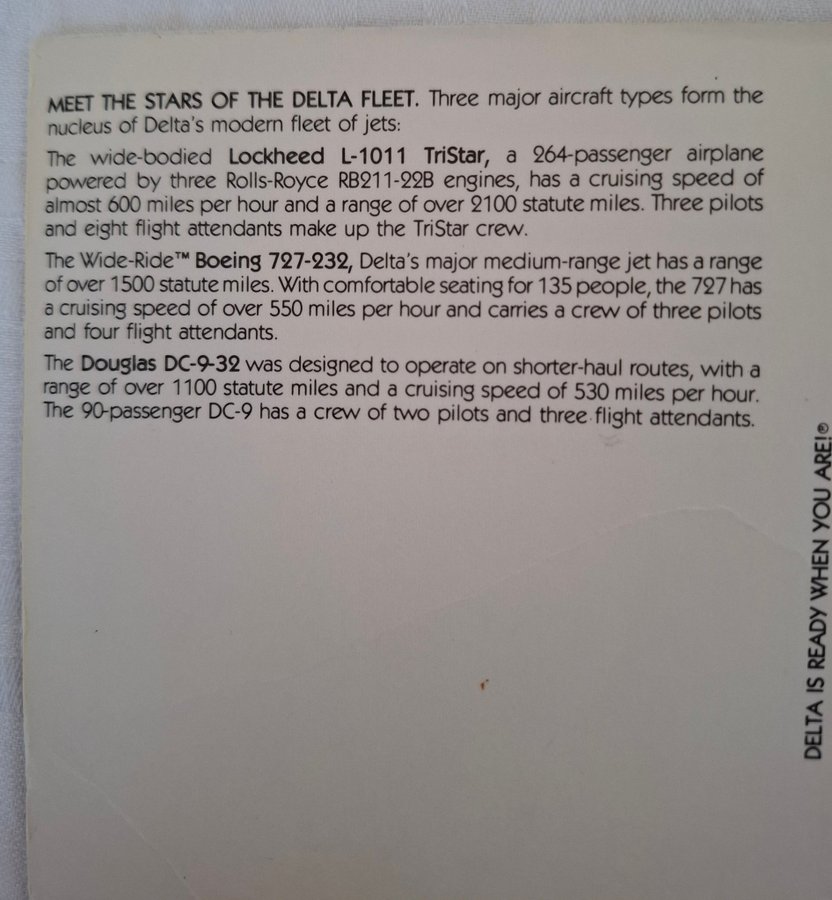 MEET THE STARS OF THE DELTA FLEET. Three major aircraft types form the
nucleus of Delta's modern fleet of jets:
The wide-bodied Lockheed L-1011 TriStar, a 264-passenger airplane
powered by three Rolls-Royce RB211-22B engines, has a cruising speed of
almost 600 miles per hour and a range of over 2100 statute miles. Three pilots
and eight flight attendants make up the TriStar crew.
The Wide-Ride™ Boeing 727-232, Delta's major medium-range jet has a range
of over 1500 statute miles. With comfortable seating for 135 people, the 727 has
a cruising speed of over 550 miles per hour and carries a crew of three pilots
and four flight attendants.
The Douglas DC-9-32 was designed to operate on shorter-haul routes, with a
range of over 1100 statute miles and a cruising speed of 530 miles per hour.
The 90-passenger DC-9 has a crew of two pilots and three flight attendants.
DELTA IS READY WHEN YOU ARE!®